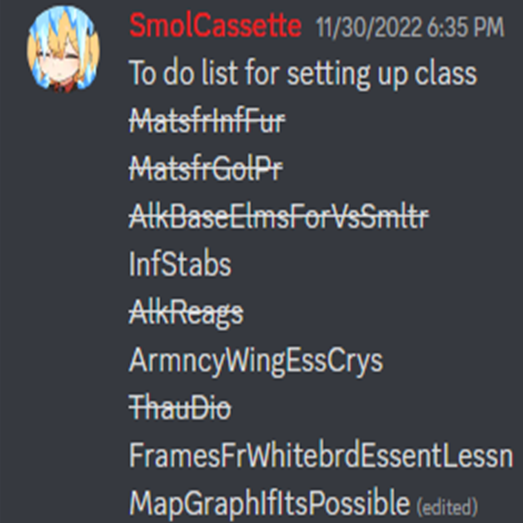 SmolCassette 11/30/2022 6:35 PM
To do list for setting up class
MatsfrInfFur
MatsfrGolPr
AlkBaseElmsForVsSmltr
InfStabs
AlkReags
ArmncyWingEssCrys
ThauDio
FramesFrWhitebrdEssentLessn
MapGraphIfItsPossible (edited)